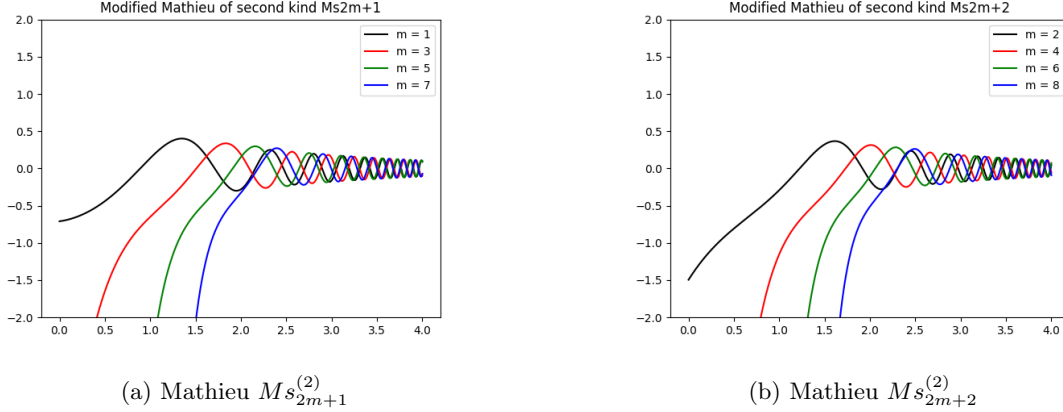 Modified Mathieu of second kind Ms2m+1
2.0
1.5
1.0
0.5
0.0
−0.5
−1.0
−1.5
−2.0
0.0 0.5 1.0 1.5 2.0 2.5 3.0 3.5 4.0
m = 1
m = 3
m = 5
m = 7
(a) Mathieu $Ms_{2m+1}^{(2)}$
Modified Mathieu of second kind Ms2m+2
2.0
1.5
1.0
0.5
0.0
−0.5
−1.0
−1.5
−2.0
0.0 0.5 1.0 1.5 2.0 2.5 3.0 3.5 4.0
m = 2
m = 4
m = 6
m = 8
(b) Mathieu $Ms_{2m+2}^{(2)}$